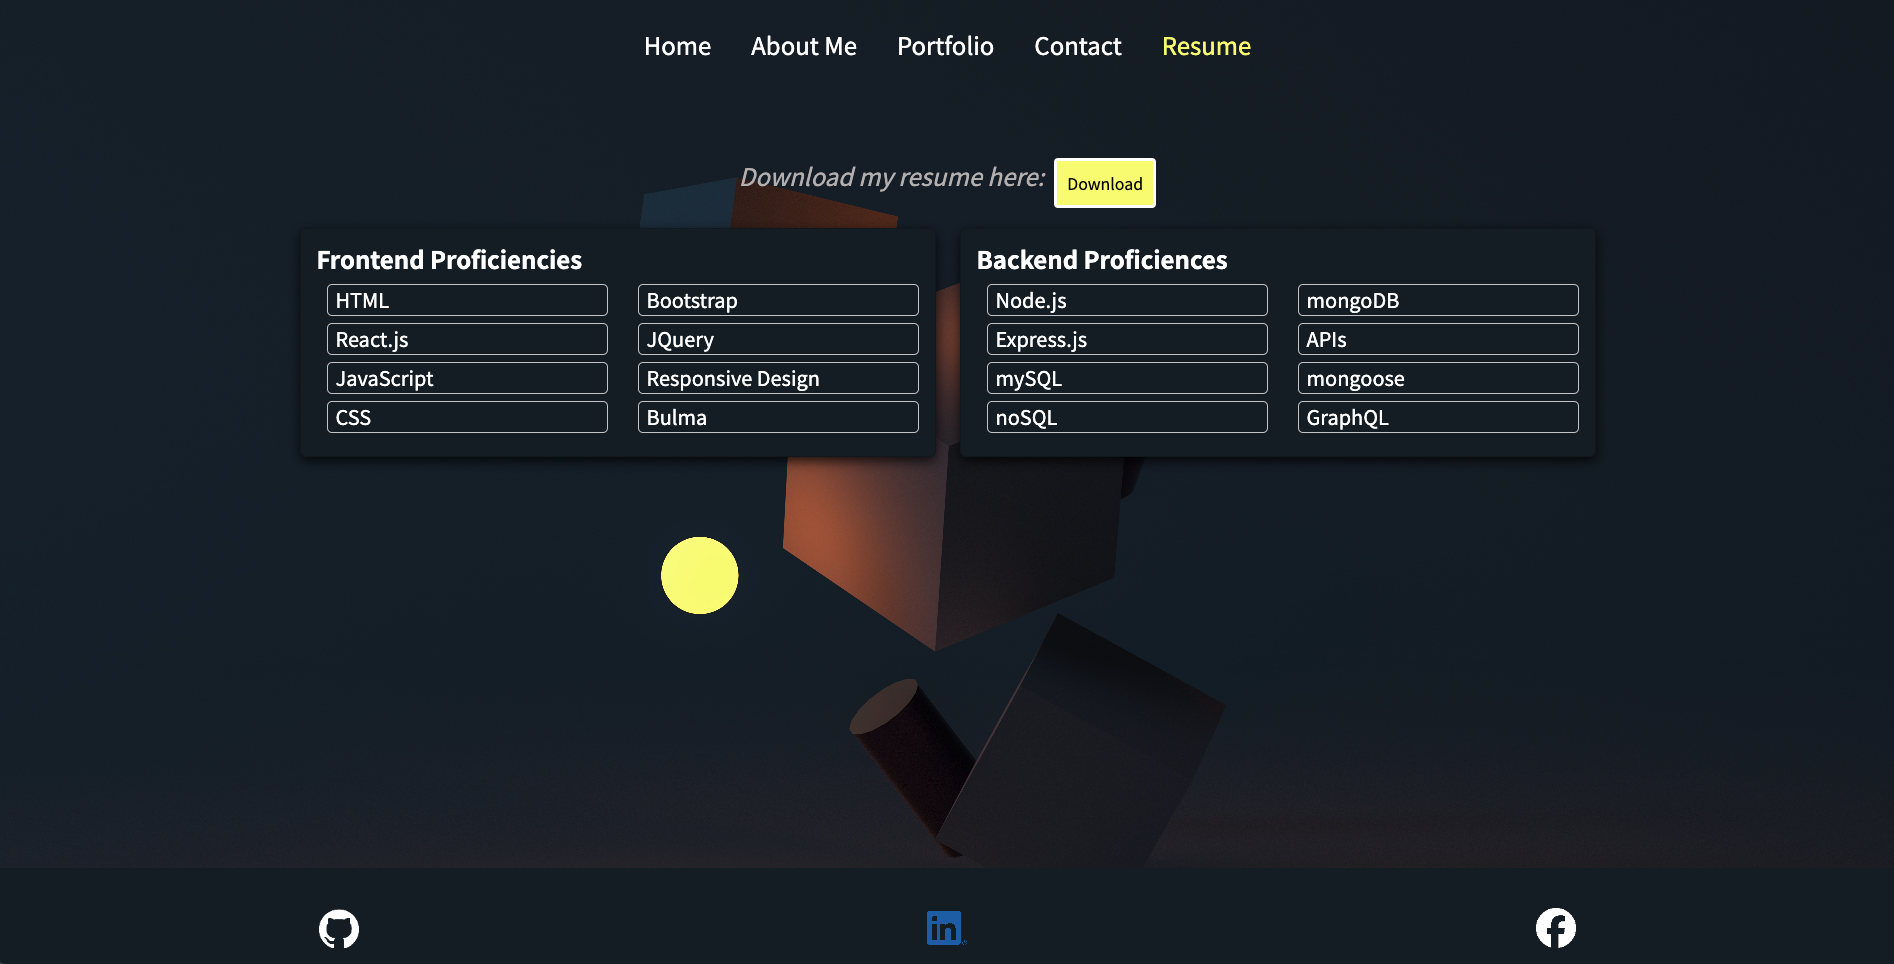 Home About Me Portfolio Contact Resume
Download my resume here: Download
Frontend Proficiencies
HTML Bootstrap
React.js JQuery
JavaScript Responsive Design
CSS Bulma
Backend Proficiences
Node.js mongoDB
Express.js APIs
mySQL mongoose
noSQL GraphQL
in